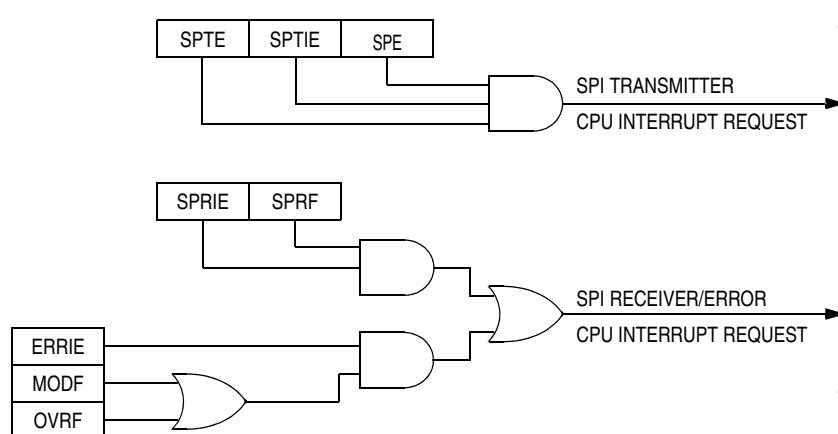 SPTE SPTIE SPE
SPI TRANSMITTER
CPU INTERRUPT REQUEST
SPRIE SPRF
SPI RECEIVER/ERROR
CPU INTERRUPT REQUEST
ERRIE
MODF
OVRF